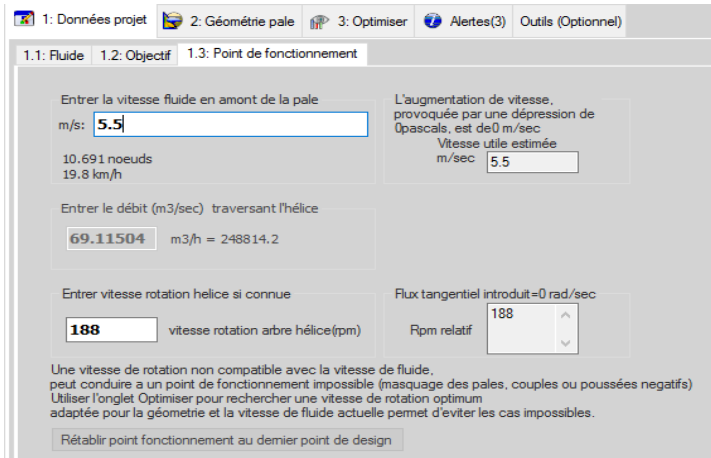 1: Données projet 2: Géométrie pale 3: Optimiser Alertes(3) Outils (Optionnel)
1.1: Fluide 1.2: Objectif 1.3: Point de fonctionnement
Entrer la vitesse fluide en amont de la pale
m/s: 5.5
10.691 noeuds
19.8 km/h
L'augmentation de vitesse,
provoquée par une dépression de
0pascals, est de0 m/sec
Vitesse utile estimée
m/sec 5.5
Entrer le débit (m3/sec) traversant l'hélice
69.11504 m3/h = 248814.2
Entrer vitesse rotation helice si connue
188 vitesse rotation arbre hélice(rpm)
Flux tangentiel introduit=0 rad/sec
Rpm relatif 188
Une vitesse de rotation non compatible avec la vitesse de fluide,
peut conduire a un point de fonctionnement impossible (masquage des pales, couples ou poussées negatifs)
Utiliser l'onglet Optimiser pour rechercher une vitesse de rotation optimum
adaptée pour la géometrie et la vitesse de fluide actuelle permet d'eviter les cas impossibles.
Rétablir point fonctionnement au dernier point de design